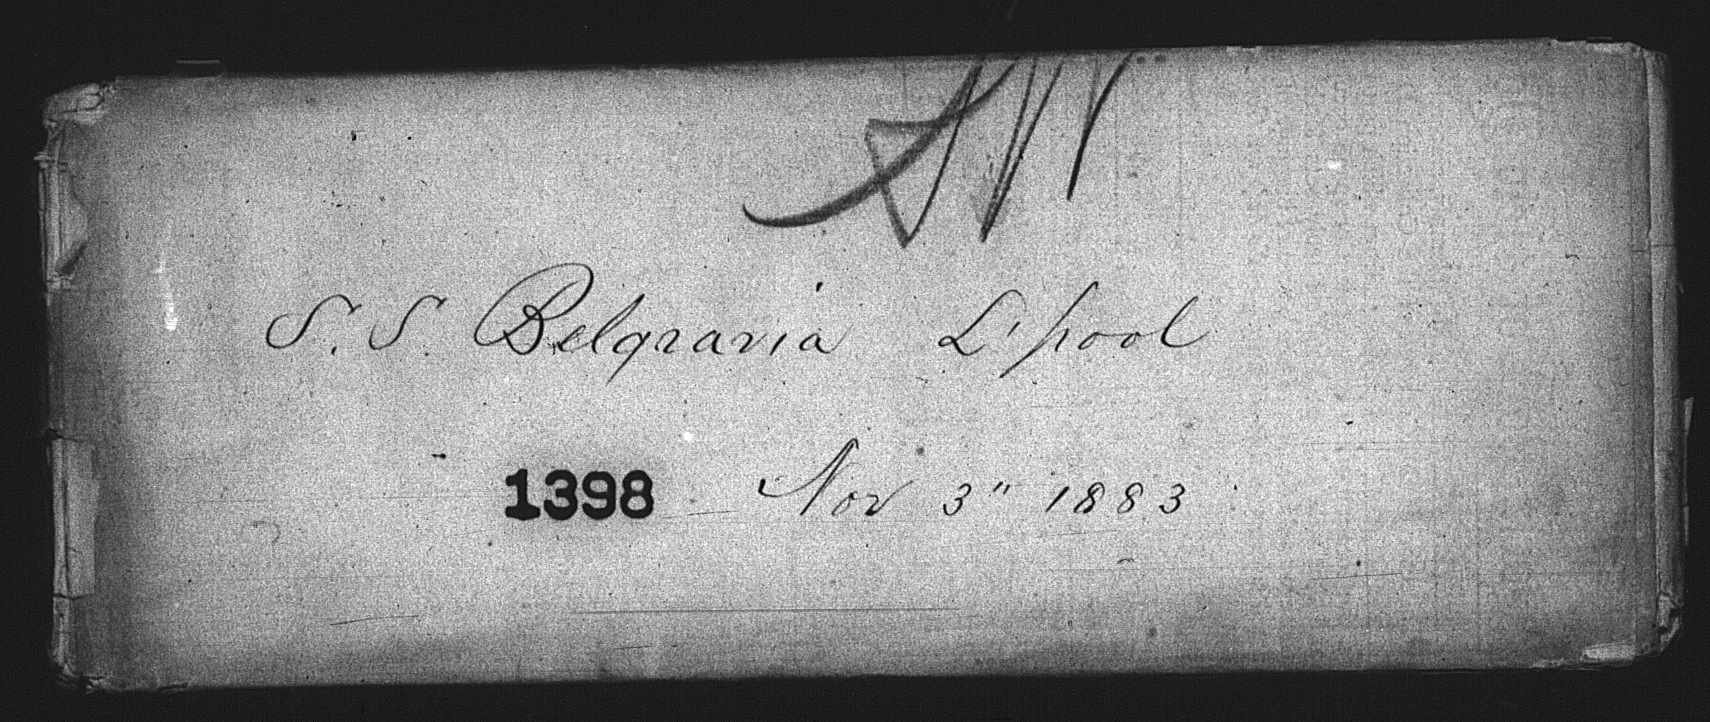 S. S. Belgravia L'pool
1398 Nov 3" 1883